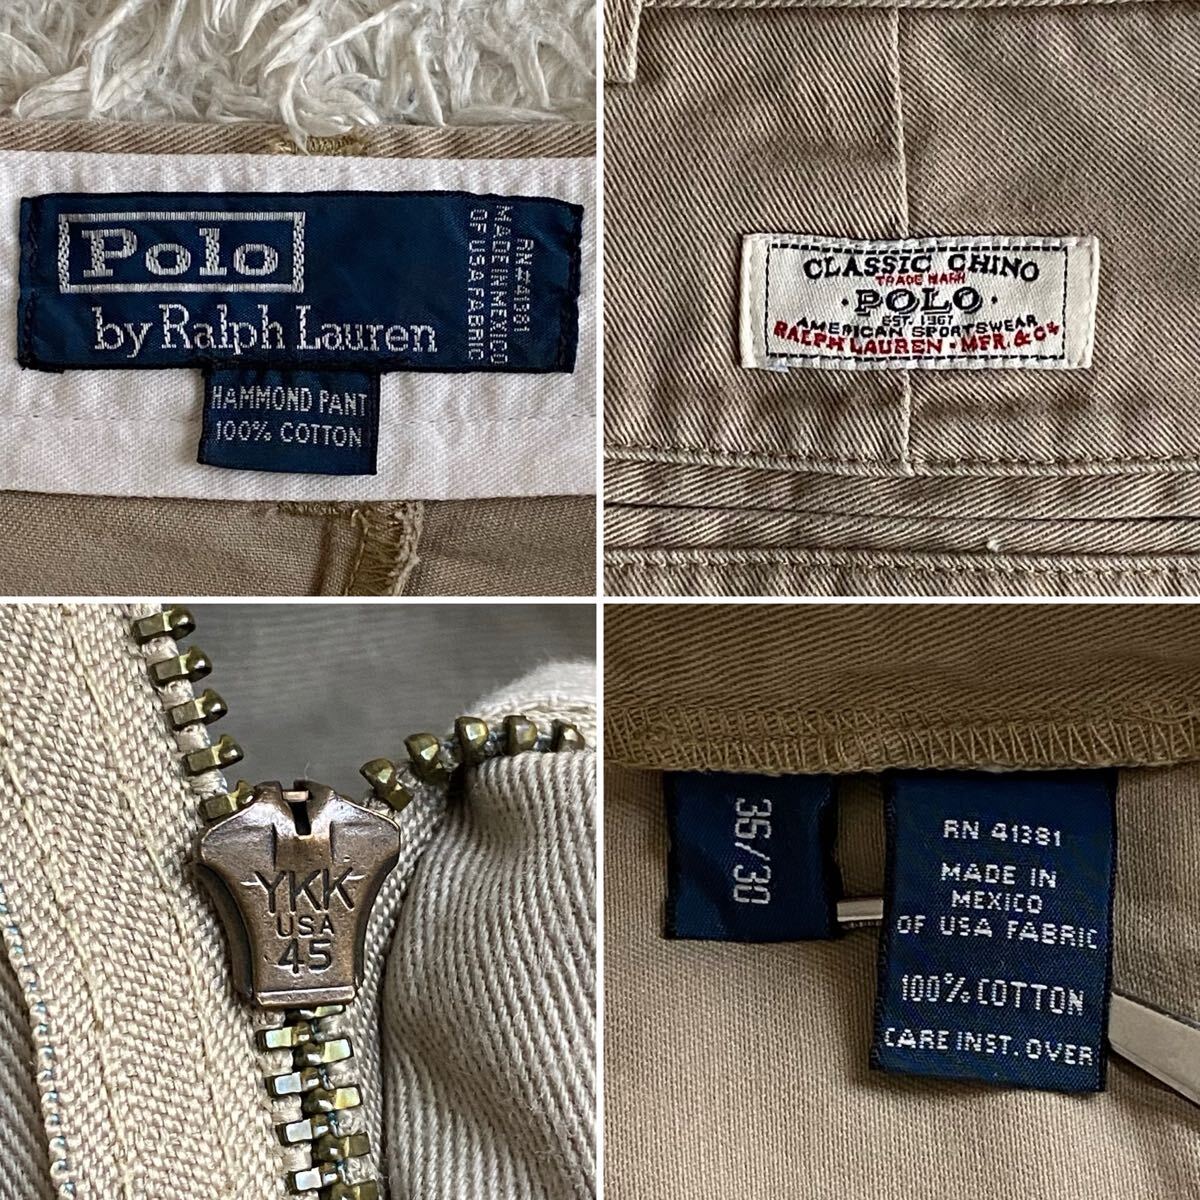 Polo
by Ralph Lauren
RN #41381
MADE IN MEXICO
OF USA FABRIC
HAMMOND PANT
100% COTTON
CLASSIC CHINO
TRADE MARK
·POLO·
EST. 1967
AMERICAN SPORTSWEAR
RALPH LAUREN · MFR. & Co
YKK
USA
45
36/30
RN 41381
MADE IN
MEXICO
OF USA FABRIC
100% COTTON
CARE INST. OVER